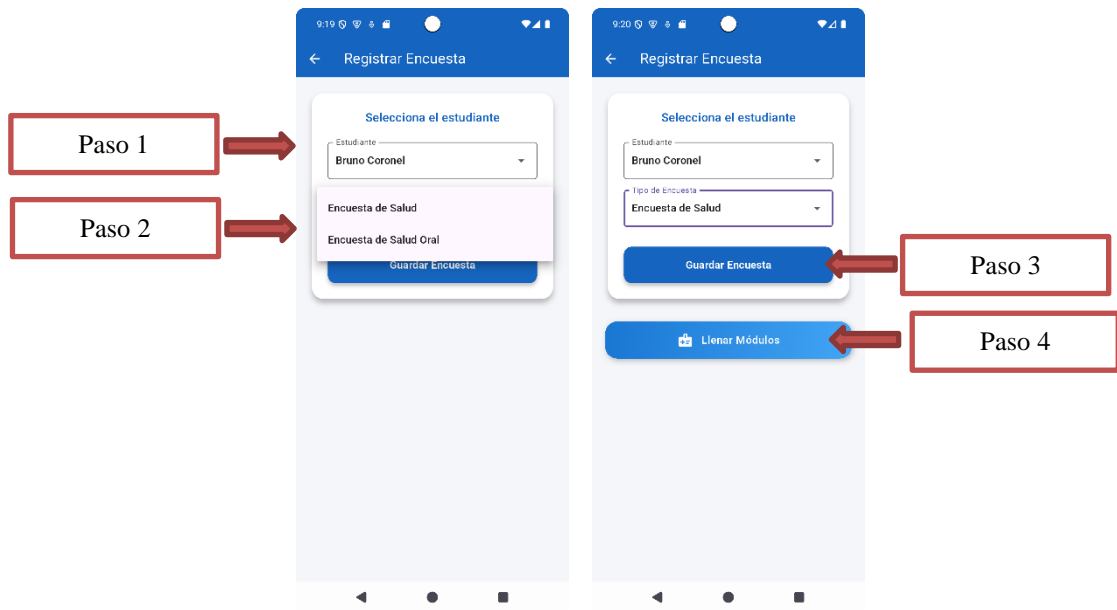 9:19
Registrar Encuesta
Selecciona el estudiante
Estudiante
Bruno Coronel
Encuesta de Salud
Encuesta de Salud Oral
Guardar Encuesta
Paso 1
Paso 2
9:20
Registrar Encuesta
Selecciona el estudiante
Estudiante
Bruno Coronel
Tipo de Encuesta
Encuesta de Salud
Guardar Encuesta
Llenar Módulos
Paso 3
Paso 4